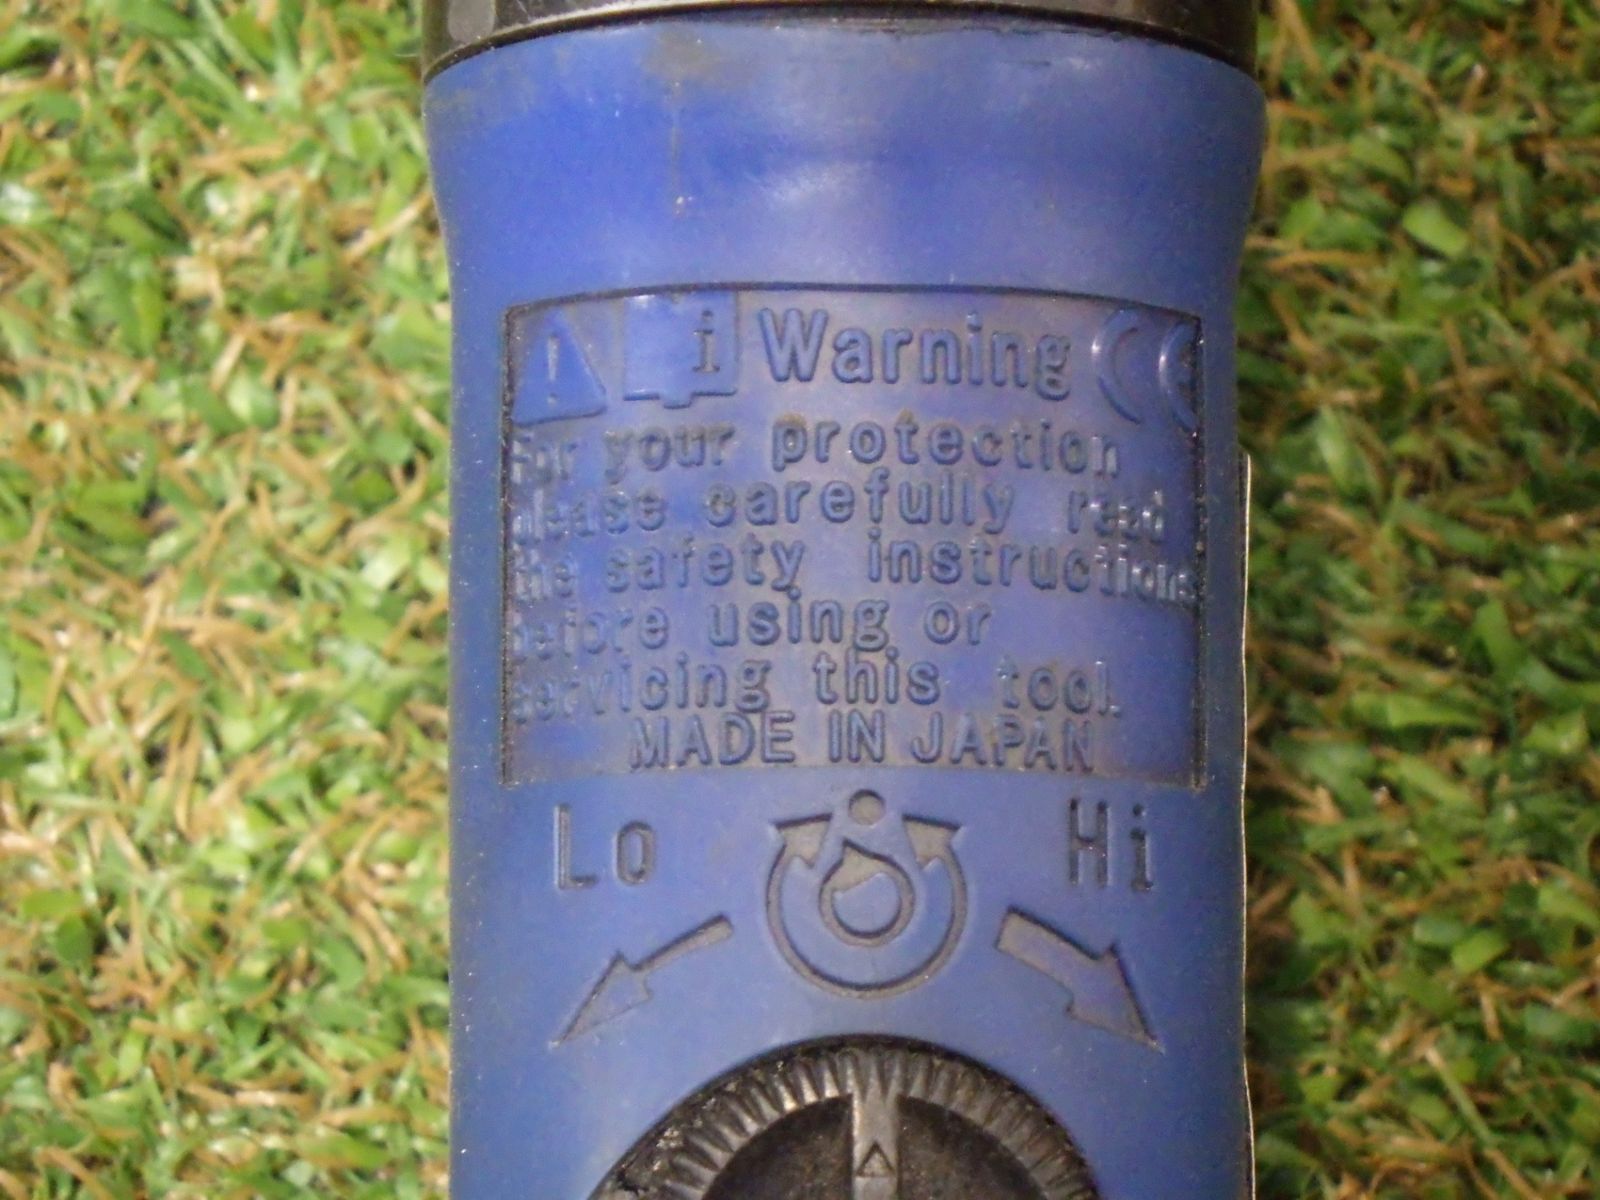 i Warning CE
For your protection
please carefully read
the safety instructions
before using or
servicing this tool.
MADE IN JAPAN
Lo Hi